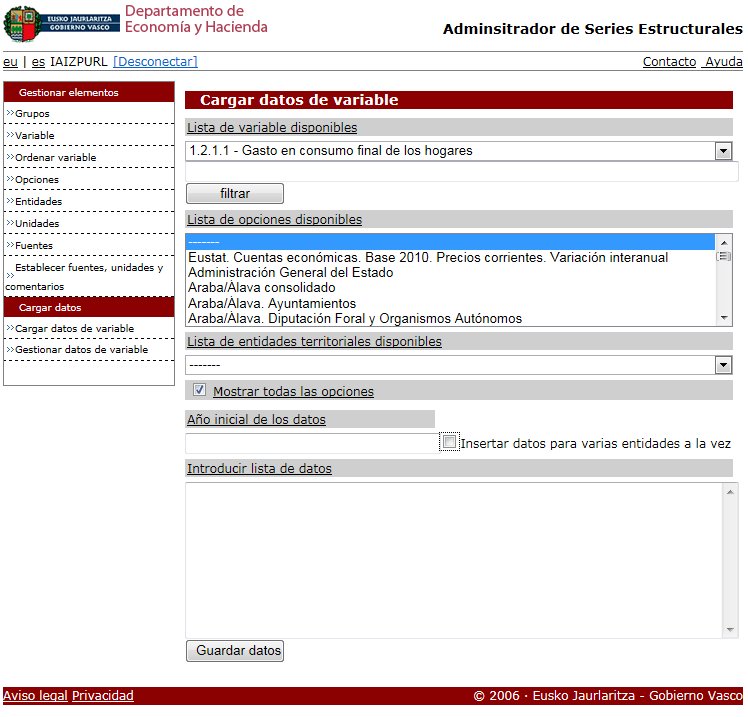 EUSKO JAURLARITZA
GOBIERNO VASCO
Departamento de
Economía y Hacienda
Adminsitrador de Series Estructurales
eu | es IAIZPURL [Desconectar]
Contacto Ayuda
Gestionar elementos
Grupos
Variable
Ordenar variable
Opciones
Entidades
Unidades
Fuentes
Establecer fuentes, unidades y
comentarios
Cargar datos
Cargar datos de variable
Gestionar datos de variable
Cargar datos de variable
Lista de variable disponibles
1.2.1.1 - Gasto en consumo final de los hogares
filtrar
Lista de opciones disponibles
-------
Eustat. Cuentas económicas. Base 2010. Precios corrientes. Variación interanual
Administración General del Estado
Araba/Àlava consolidado
Araba/Àlava. Ayuntamientos
Araba/Àlava. Diputación Foral y Organismos Autónomos
Lista de entidades territoriales disponibles
-------
Mostrar todas las opciones
Año inicial de los datos
Insertar datos para varias entidades a la vez
Introducir lista de datos
Guardar datos
Aviso legal Privacidad
© 2006 · Eusko Jaurlaritza - Gobierno Vasco